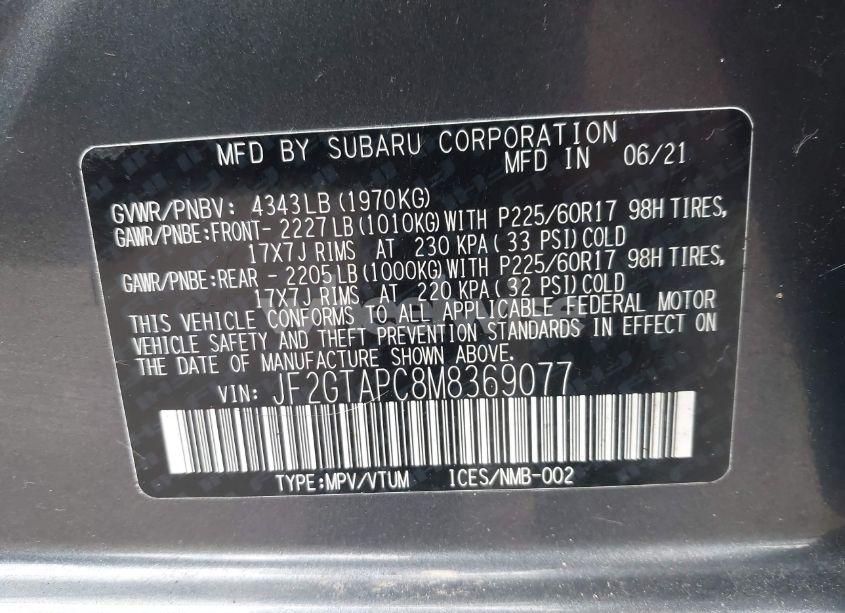 MFD BY SUBARU CORPORATION
MFD IN 06/21
GVWR/PNBV: 4343LB(1970KG)
GAWR/PNBE:FRONT- 2227LB(1010KG)WITH P225/60R17 98H TIRES,
17X7J RIMS AT 230 KPA( 33 PSI)COLD
GAWR/PNBE:REAR - 2205LB(1000KG)WITH P225/60R17 98H TIRES,
17X7J RIMS AT 220 KPA( 32 PSI)COLD
THIS VEHICLE CONFORMS TO ALL APPLICABLE FEDERAL MOTOR
VEHICLE SAFETY AND THEFT PREVENTION STANDARDS IN EFFECT ON
THE DATE OF MANUFACTURE SHOWN ABOVE.
VIN: JF2GTAPC8M8369077
TYPE:MPV/VTUM ICES/NMB-002